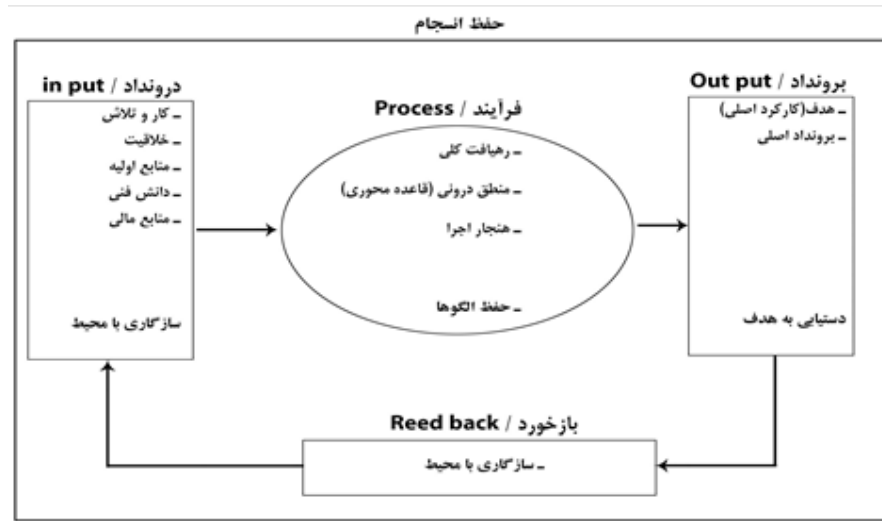 حفظ انسجام
درونداد / in put
ـ کار و تلاش
ـ خلاقیت
ـ منابع اولیه
ـ دانش فنی
ـ منابع مالی
سازگاری با محیط
فرآیند / Process
ـ رهیافت کلی
ـ منطق درونی (قاعده محوری)
ـ هنجار اجرا
ـ حفظ الگوها
برونداد / Out put
ـ هدف(کارکرد اصلی)
ـ برونداد اصلی
دستیابی به هدف
بازخورد / Reed back
ـ سازگاری با محیط